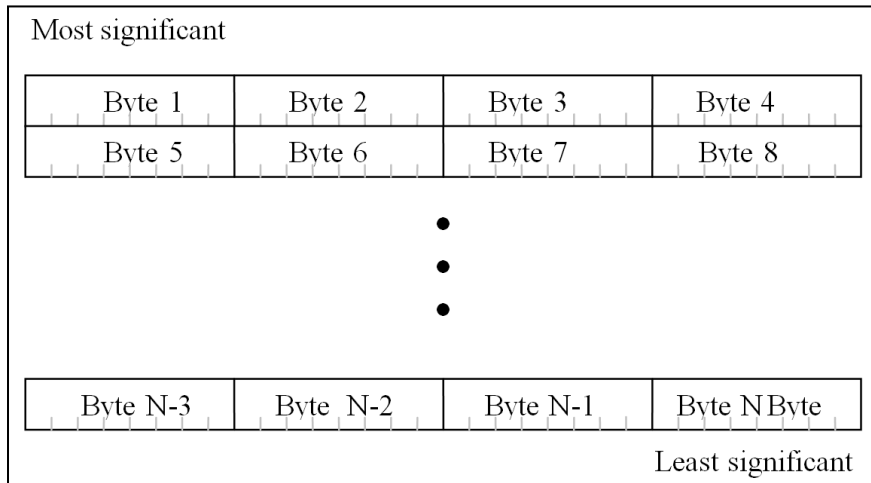 Most significant
Byte 1 Byte 2 Byte 3 Byte 4
Byte 5 Byte 6 Byte 7 Byte 8
Byte N-3 Byte N-2 Byte N-1 Byte N Byte
Least significant